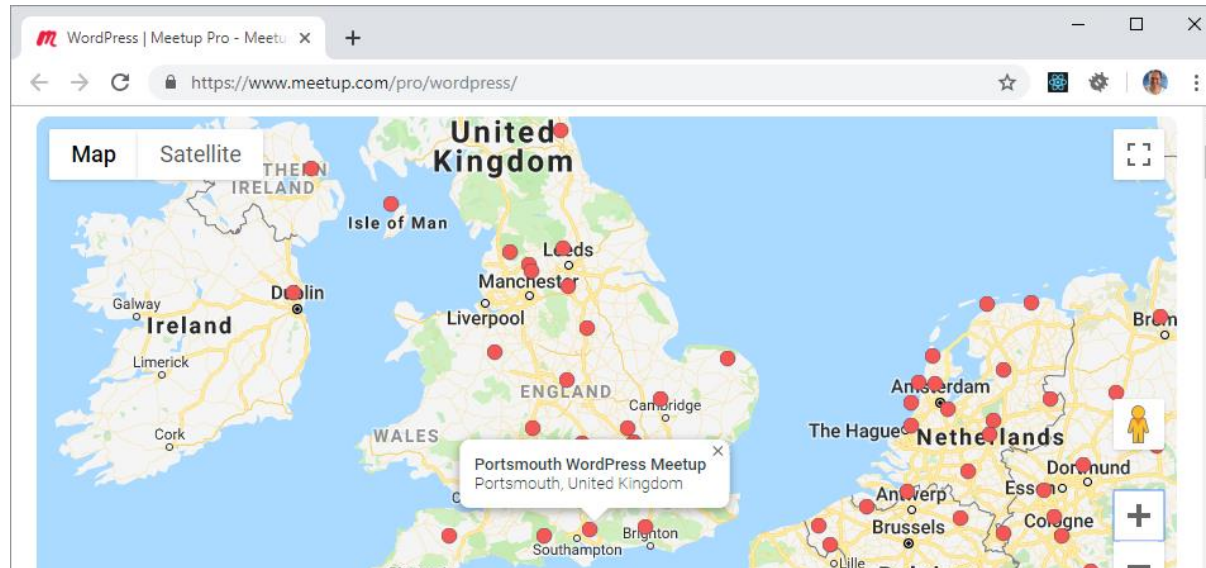 WordPress | Meetup Pro - Meetu
https://www.meetup.com/pro/wordpress/
Map
Satellite
United
Kingdom
IRELAND
Isle of Man
Leeds
Manchester
Liverpool
Dublin
Galway
Ireland
Limerick
Cork
ENGLAND
Cambridge
WALES
Amsterdam
The Hague
Netherlands
Brem
Portsmouth WordPress Meetup
Portsmouth, United Kingdom
Dortmund
Essen
Antwerp
Cologne
Brussels
Brighton
Southampton
Lille